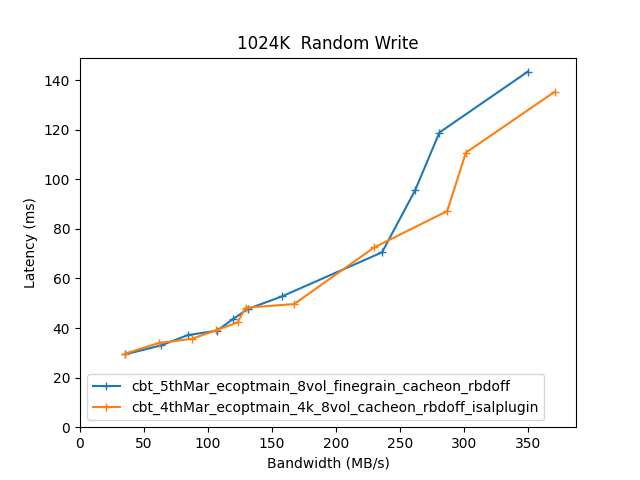 1024K  Random Write
Latency (ms)
140
120
100
80
60
40
20
0
cbt_5thMar_ecoptmain_8vol_finegrain_cacheon_rbdoff
cbt_4thMar_ecoptmain_4k_8vol_cacheon_rbdoff_isalplugin
0 50 100 150 200 250 300 350
Bandwidth (MB/s)